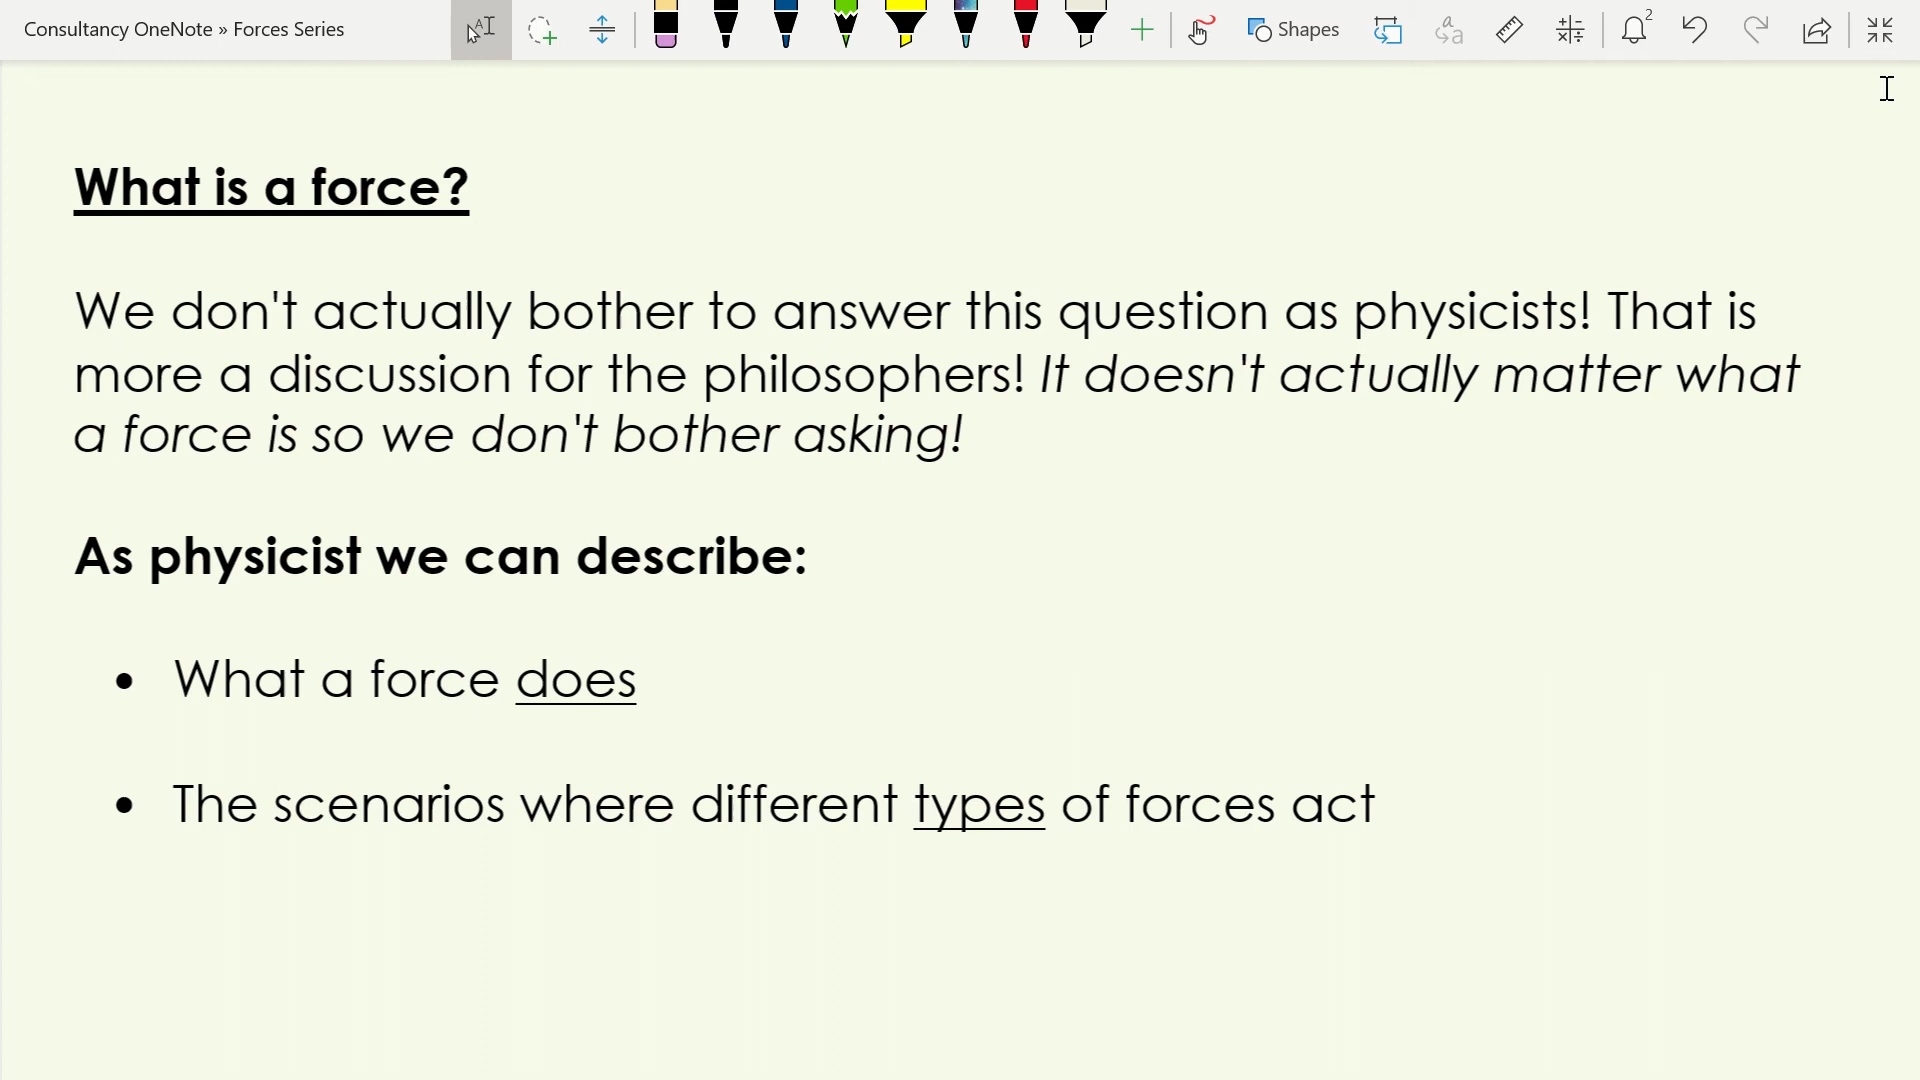 Consultancy OneNote » Forces Series
Shapes
2
What is a force?
We don't actually bother to answer this question as physicists! That is
more a discussion for the philosophers! It doesn't actually matter what
a force is so we don't bother asking!
As physicist we can describe:
• What a force does
• The scenarios where different types of forces act